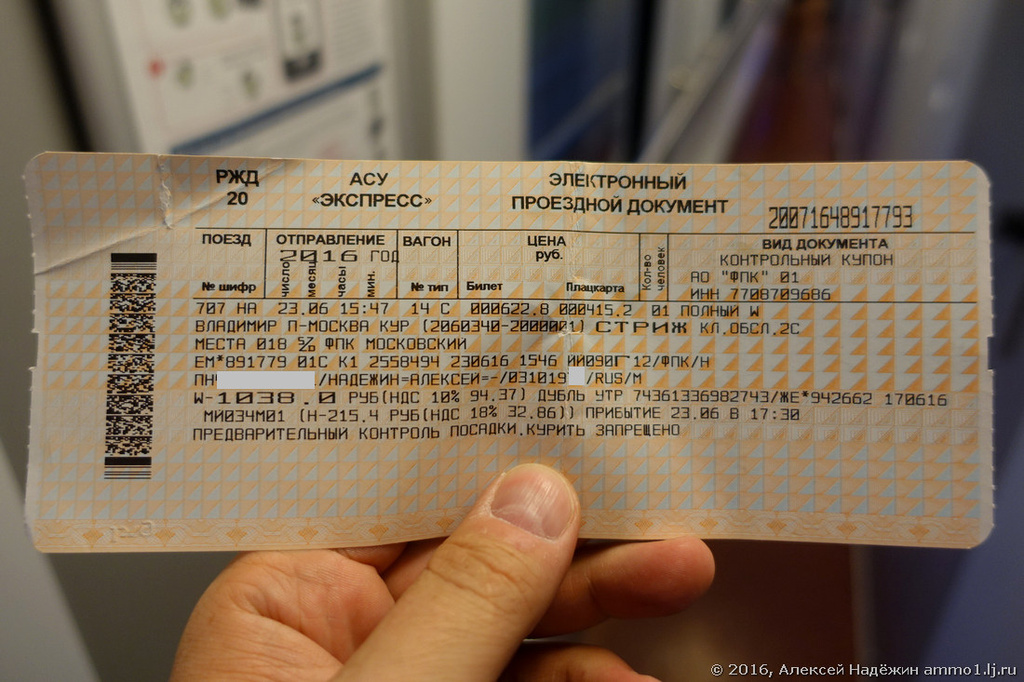 РЖД АСУ ЭЛЕКТРОННЫЙ
20 «ЭКСПРЕСС» ПРОЕЗДНОЙ ДОКУМЕНТ
20071648917793
ПОЕЗД ОТПРАВЛЕНИЕ ВАГОН ЦЕНА Кол-во человек ВИД ДОКУМЕНТА
2016 ГОД руб. КОНТРОЛЬНЫЙ КУПОН
число месяц часы мин. АО "ФПК" 01
№ шифр № тип Билет Плацкарта ИНН 7708709686
707 НА 23.06 15:47 14 С 000622.8 000415.2 01 ПОЛНЫЙ W
ВЛАДИМИР П-МОСКВА КУР (2060340-2000001) СТРИЖ КЛ.ОБСЛ.2С
МЕСТА 018 ФПК МОСКОВСКИЙ
ЕМ*891779 01С К1 2558494 230616 1546 00090Г 12/ФПК/Н
ПН /НАДЕЖИН=АЛЕКСЕЙ=-/031019 /RUS/М
W-1038.0 РУБ(НДС 10% 94.37) ДУБЛЬ УТР 74361336982743/ЖЕ*942662 170616
МИ034М01 (Н-215.4 РУБ(НДС 18% 32.86)) ПРИБЫТИЕ 23.06 В 17:30
ПРЕДВАРИТЕЛЬНЫЙ КОНТРОЛЬ ПОСАДКИ.КУРИТЬ ЗАПРЕЩЕНО
© 2016, Алексей Надёжин ammo1.lj.ru